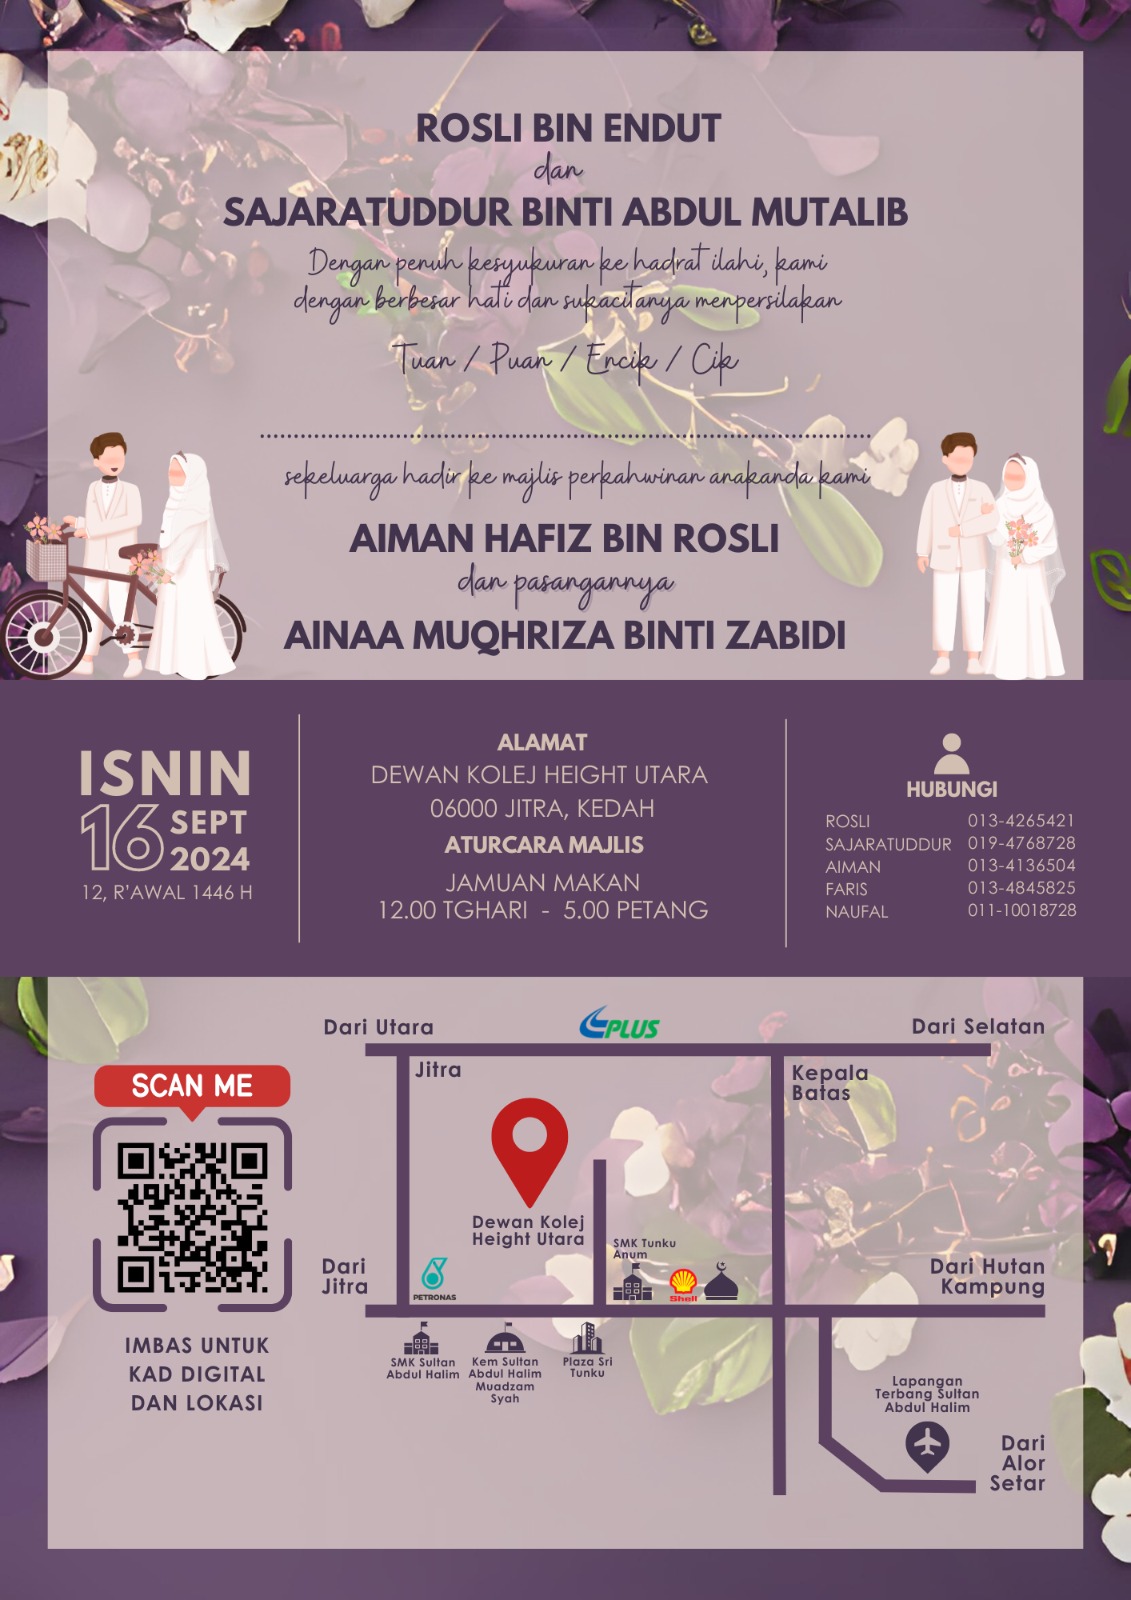 ROSLI BIN ENDUT
dan
SAJARATUDDUR BINTI ABDUL MUTALIB
Dengan penuh kesyukuran ke hadrat ilahi, kami
dengan berbesar hati dan sukacitanya menpersilakan
Tuan / Puan / Encik / Cik
sekeluarga hadir ke majlis perkahwinan anakanda kami
AIMAN HAFIZ BIN ROSLI
dan pasangannya
AINAA MUQHRIZA BINTI ZABIDI
ISNIN
16 SEPT
2024
12, R'AWAL 1446 H
ALAMAT
DEWAN KOLEJ HEIGHT UTARA
06000 JITRA, KEDAH
ATURCARA MAJLIS
JAMUAN MAKAN
12.00 TGHARI - 5.00 PETANG
HUBUNGI
ROSLI 013-4265421
SAJARATUDDUR 019-4768728
AIMAN 013-4136504
FARIS 013-4845825
NAUFAL 011-10018728
SCAN ME
IMBAS UNTUK
KAD DIGITAL
DAN LOKASI
Dari Utara
PLUS
Dari Selatan
Jitra
Kepala
Batas
Dewan Kolej
Height Utara
SMK Tunku
Anum
Dari
Jitra
PETRONAS
Shell
Dari Hutan
Kampung
SMK Sultan
Abdul Halim
Kem Sultan
Abdul Halim
Muadzam
Syah
Plaza Sri
Tunku
Lapangan
Terbang Sultan
Abdul Halim
Dari
Alor
Setar